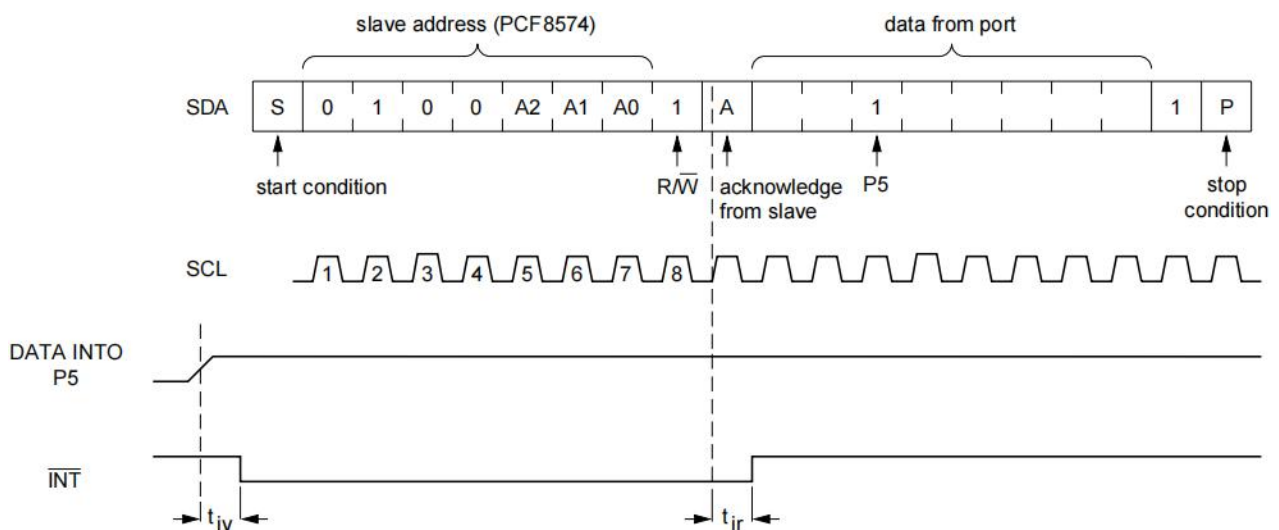 slave address (PCF8574) data from port
SDA S 0 1 0 0 A2 A1 A0 1 A 1 1 P
start condition R/W̅ acknowledge from slave P5 stop condition
SCL 1 2 3 4 5 6 7 8
DATA INTO
P5
I̅N̅T̅
tiv tir